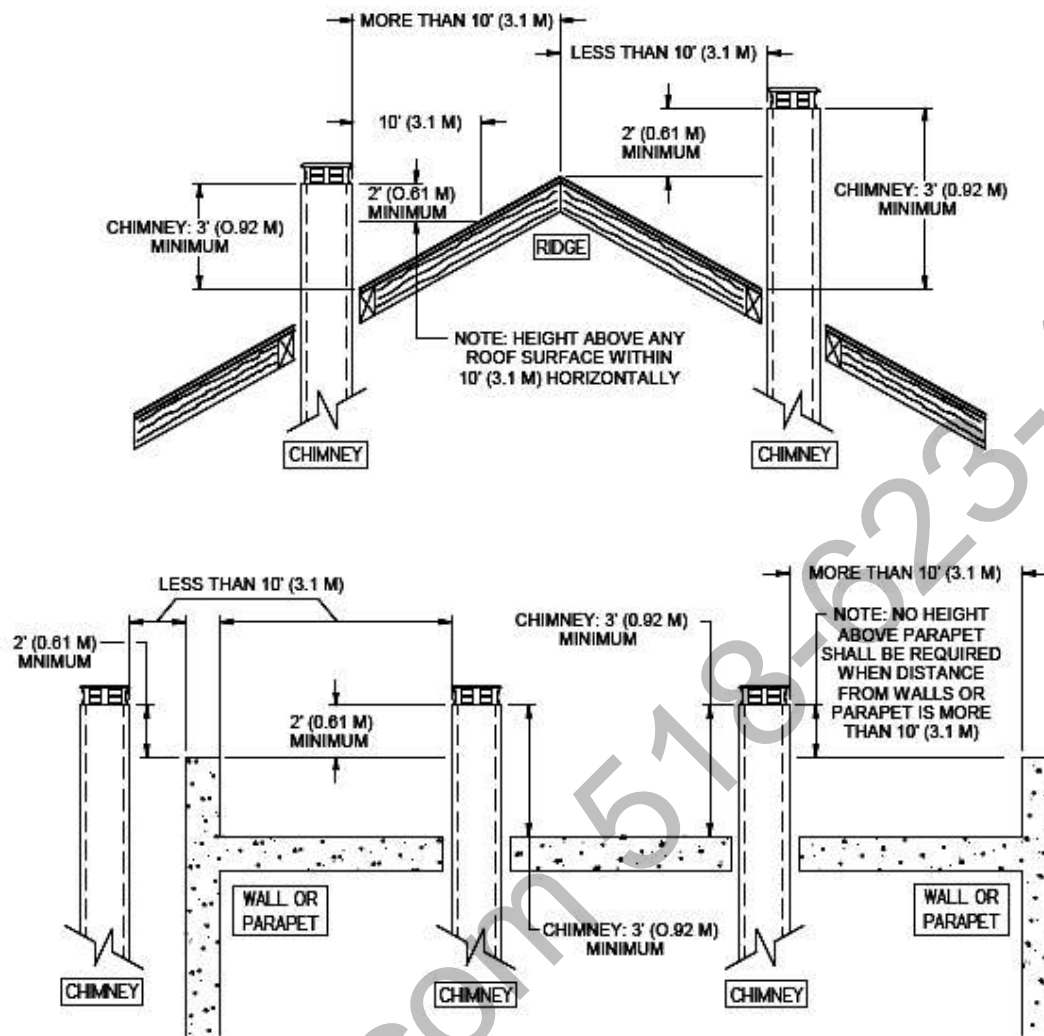 MORE THAN 10' (3.1 M)
LESS THAN 10' (3.1 M)
10' (3.1 M)
2' (0.61 M)
MINIMUM
2' (0.61 M)
MINIMUM
CHIMNEY: 3' (0.92 M)
MINIMUM
CHIMNEY: 3' (0.92 M)
MINIMUM
RIDGE
NOTE: HEIGHT ABOVE ANY
ROOF SURFACE WITHIN
10' (3.1 M) HORIZONTALLY
CHIMNEY
CHIMNEY
LESS THAN 10' (3.1 M)
MORE THAN 10' (3.1 M)
2' (0.61 M)
MNIMUM
CHIMNEY: 3' (0.92 M)
MINIMUM
NOTE: NO HEIGHT
ABOVE PARAPET
SHALL BE REQUIRED
WHEN DISTANCE
FROM WALLS OR
PARAPET IS MORE
THAN 10' (3.1 M)
2' (0.61 M)
MINIMUM
WALL OR
PARAPET
WALL OR
PARAPET
CHIMNEY: 3' (0.92 M)
MINIMUM
CHIMNEY
CHIMNEY
CHIMNEY
com 518-623-